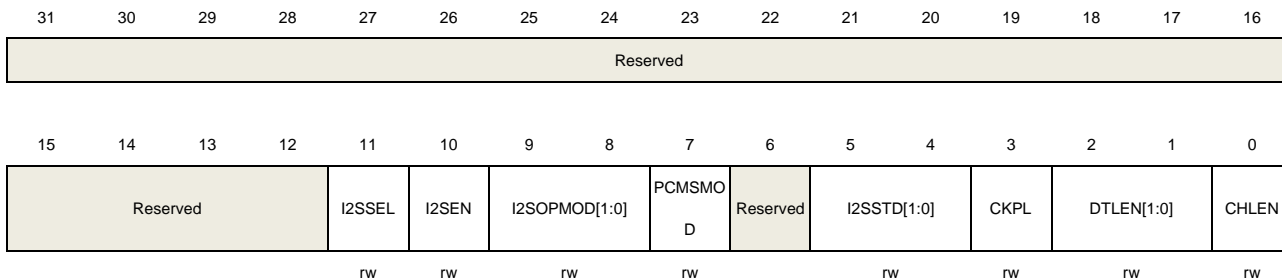 31 30 29 28 27 26 25 24 23 22 21 20 19 18 17 16
Reserved
15 14 13 12 11 10 9 8 7 6 5 4 3 2 1 0
Reserved I2SSEL I2SEN I2SOPMOD[1:0] PCMSMO
D Reserved I2SSTD[1:0] CKPL DTLEN[1:0] CHLEN
rw rw rw rw rw rw rw rw